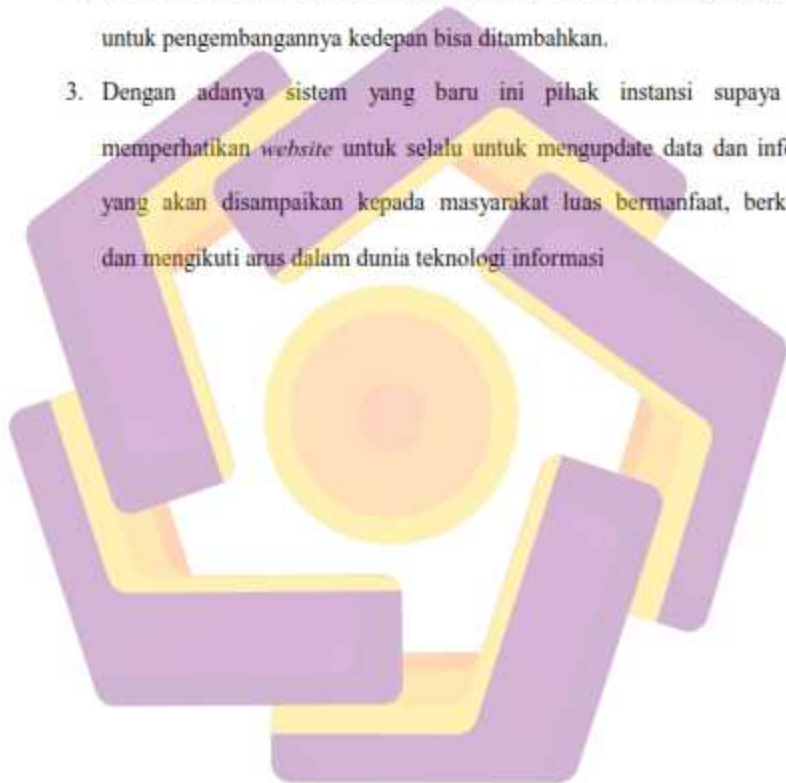 untuk pengembangannya kedepan bisa ditambahkan.
3. Dengan adanya sistem yang baru ini pihak instansi supaya
memperhatikan website untuk selalu untuk mengupdate data dan
yang akan disampaikan kepada masyarakat luas bermanfaat,
dan mengikuti arus dalam dunia teknologi informasi